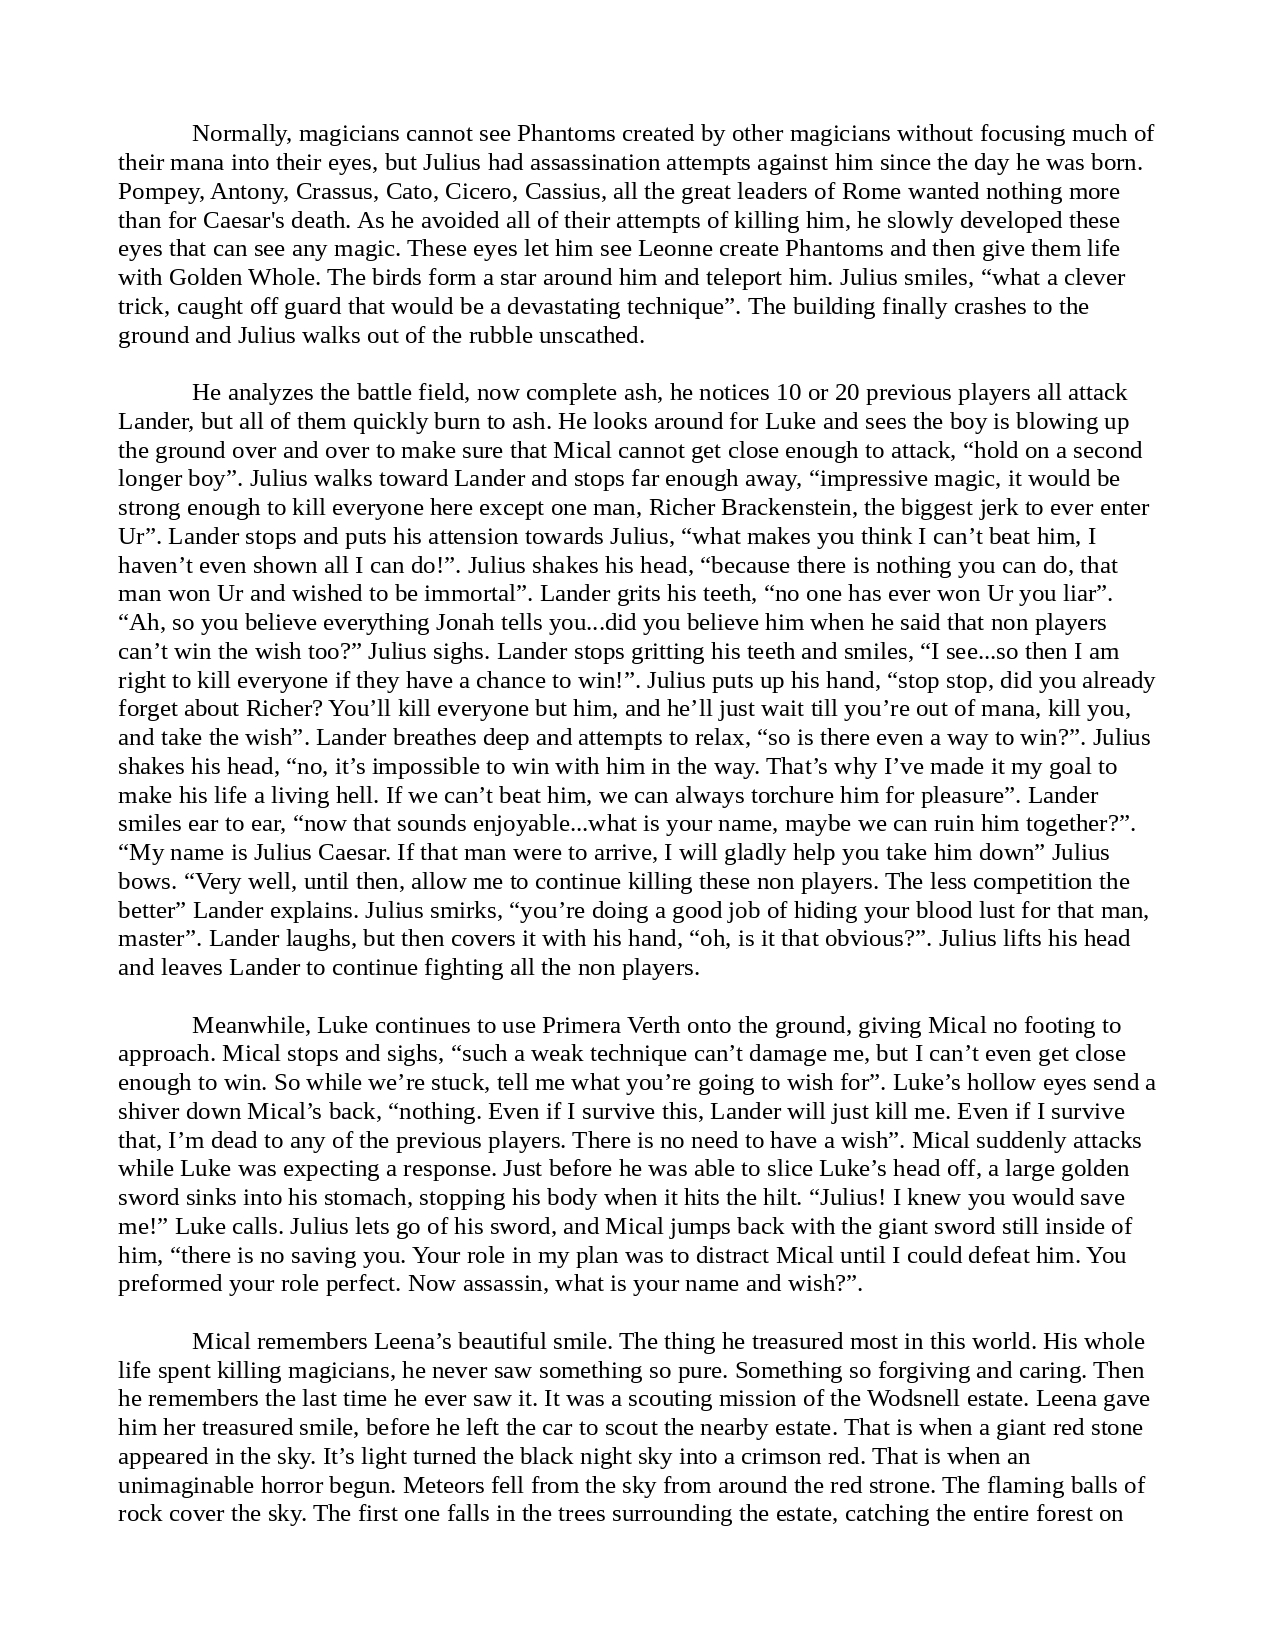 Normally, magicians cannot see Phantoms created by other magicians without focusing much of
their mana into their eyes, but Julius had assassination attempts against him since the day he was born.
Pompey, Antony, Crassus, Cato, Cicero, Cassius, all the great leaders of Rome wanted nothing more
than for Caesar's death. As he avoided all of their attempts of killing him, he slowly developed these
eyes that can see any magic. These eyes let him see Leonne create Phantoms and then give them life
with Golden Whole. The birds form a star around him and teleport him. Julius smiles, “what a clever
trick, caught off guard that would be a devastating technique”. The building finally crashes to the
ground and Julius walks out of the rubble unscathed.
He analyzes the battle field, now complete ash, he notices 10 or 20 previous players all attack
Lander, but all of them quickly burn to ash. He looks around for Luke and sees the boy is blowing up
the ground over and over to make sure that Mical cannot get close enough to attack, “hold on a second
longer boy”. Julius walks toward Lander and stops far enough away, “impressive magic, it would be
strong enough to kill everyone here except one man, Richer Brackenstein, the biggest jerk to ever enter
Ur”. Lander stops and puts his attension towards Julius, “what makes you think I can’t beat him, I
haven’t even shown all I can do!”. Julius shakes his head, “because there is nothing you can do, that
man won Ur and wished to be immortal”. Lander grits his teeth, “no one has ever won Ur you liar”.
“Ah, so you believe everything Jonah tells you...did you believe him when he said that non players
can’t win the wish too?” Julius sighs. Lander stops gritting his teeth and smiles, “I see...so then I am
right to kill everyone if they have a chance to win!”. Julius puts up his hand, “stop stop, did you already
forget about Richer? You’ll kill everyone but him, and he’ll just wait till you’re out of mana, kill you,
and take the wish”. Lander breathes deep and attempts to relax, “so is there even a way to win?”. Julius
shakes his head, “no, it’s impossible to win with him in the way. That’s why I’ve made it my goal to
make his life a living hell. If we can’t beat him, we can always torchure him for pleasure”. Lander
smiles ear to ear, “now that sounds enjoyable...what is your name, maybe we can ruin him together?”.
“My name is Julius Caesar. If that man were to arrive, I will gladly help you take him down” Julius
bows. “Very well, until then, allow me to continue killing these non players. The less competition the
better” Lander explains. Julius smirks, “you’re doing a good job of hiding your blood lust for that man,
master”. Lander laughs, but then covers it with his hand, “oh, is it that obvious?”. Julius lifts his head
and leaves Lander to continue fighting all the non players.
Meanwhile, Luke continues to use Primera Verth onto the ground, giving Mical no footing to
approach. Mical stops and sighs, “such a weak technique can’t damage me, but I can’t even get close
enough to win. So while we’re stuck, tell me what you’re going to wish for”. Luke’s hollow eyes send a
shiver down Mical’s back, “nothing. Even if I survive this, Lander will just kill me. Even if I survive
that, I’m dead to any of the previous players. There is no need to have a wish”. Mical suddenly attacks
while Luke was expecting a response. Just before he was able to slice Luke’s head off, a large golden
sword sinks into his stomach, stopping his body when it hits the hilt. “Julius! I knew you would save
me!” Luke calls. Julius lets go of his sword, and Mical jumps back with the giant sword still inside of
him, “there is no saving you. Your role in my plan was to distract Mical until I could defeat him. You
preformed your role perfect. Now assassin, what is your name and wish?”.
Mical remembers Leena’s beautiful smile. The thing he treasured most in this world. His whole
life spent killing magicians, he never saw something so pure. Something so forgiving and caring. Then
he remembers the last time he ever saw it. It was a scouting mission of the Wodsnell estate. Leena gave
him her treasured smile, before he left the car to scout the nearby estate. That is when a giant red stone
appeared in the sky. It’s light turned the black night sky into a crimson red. That is when an
unimaginable horror begun. Meteors fell from the sky from around the red strone. The flaming balls of
rock cover the sky. The first one falls in the trees surrounding the estate, catching the entire forest on